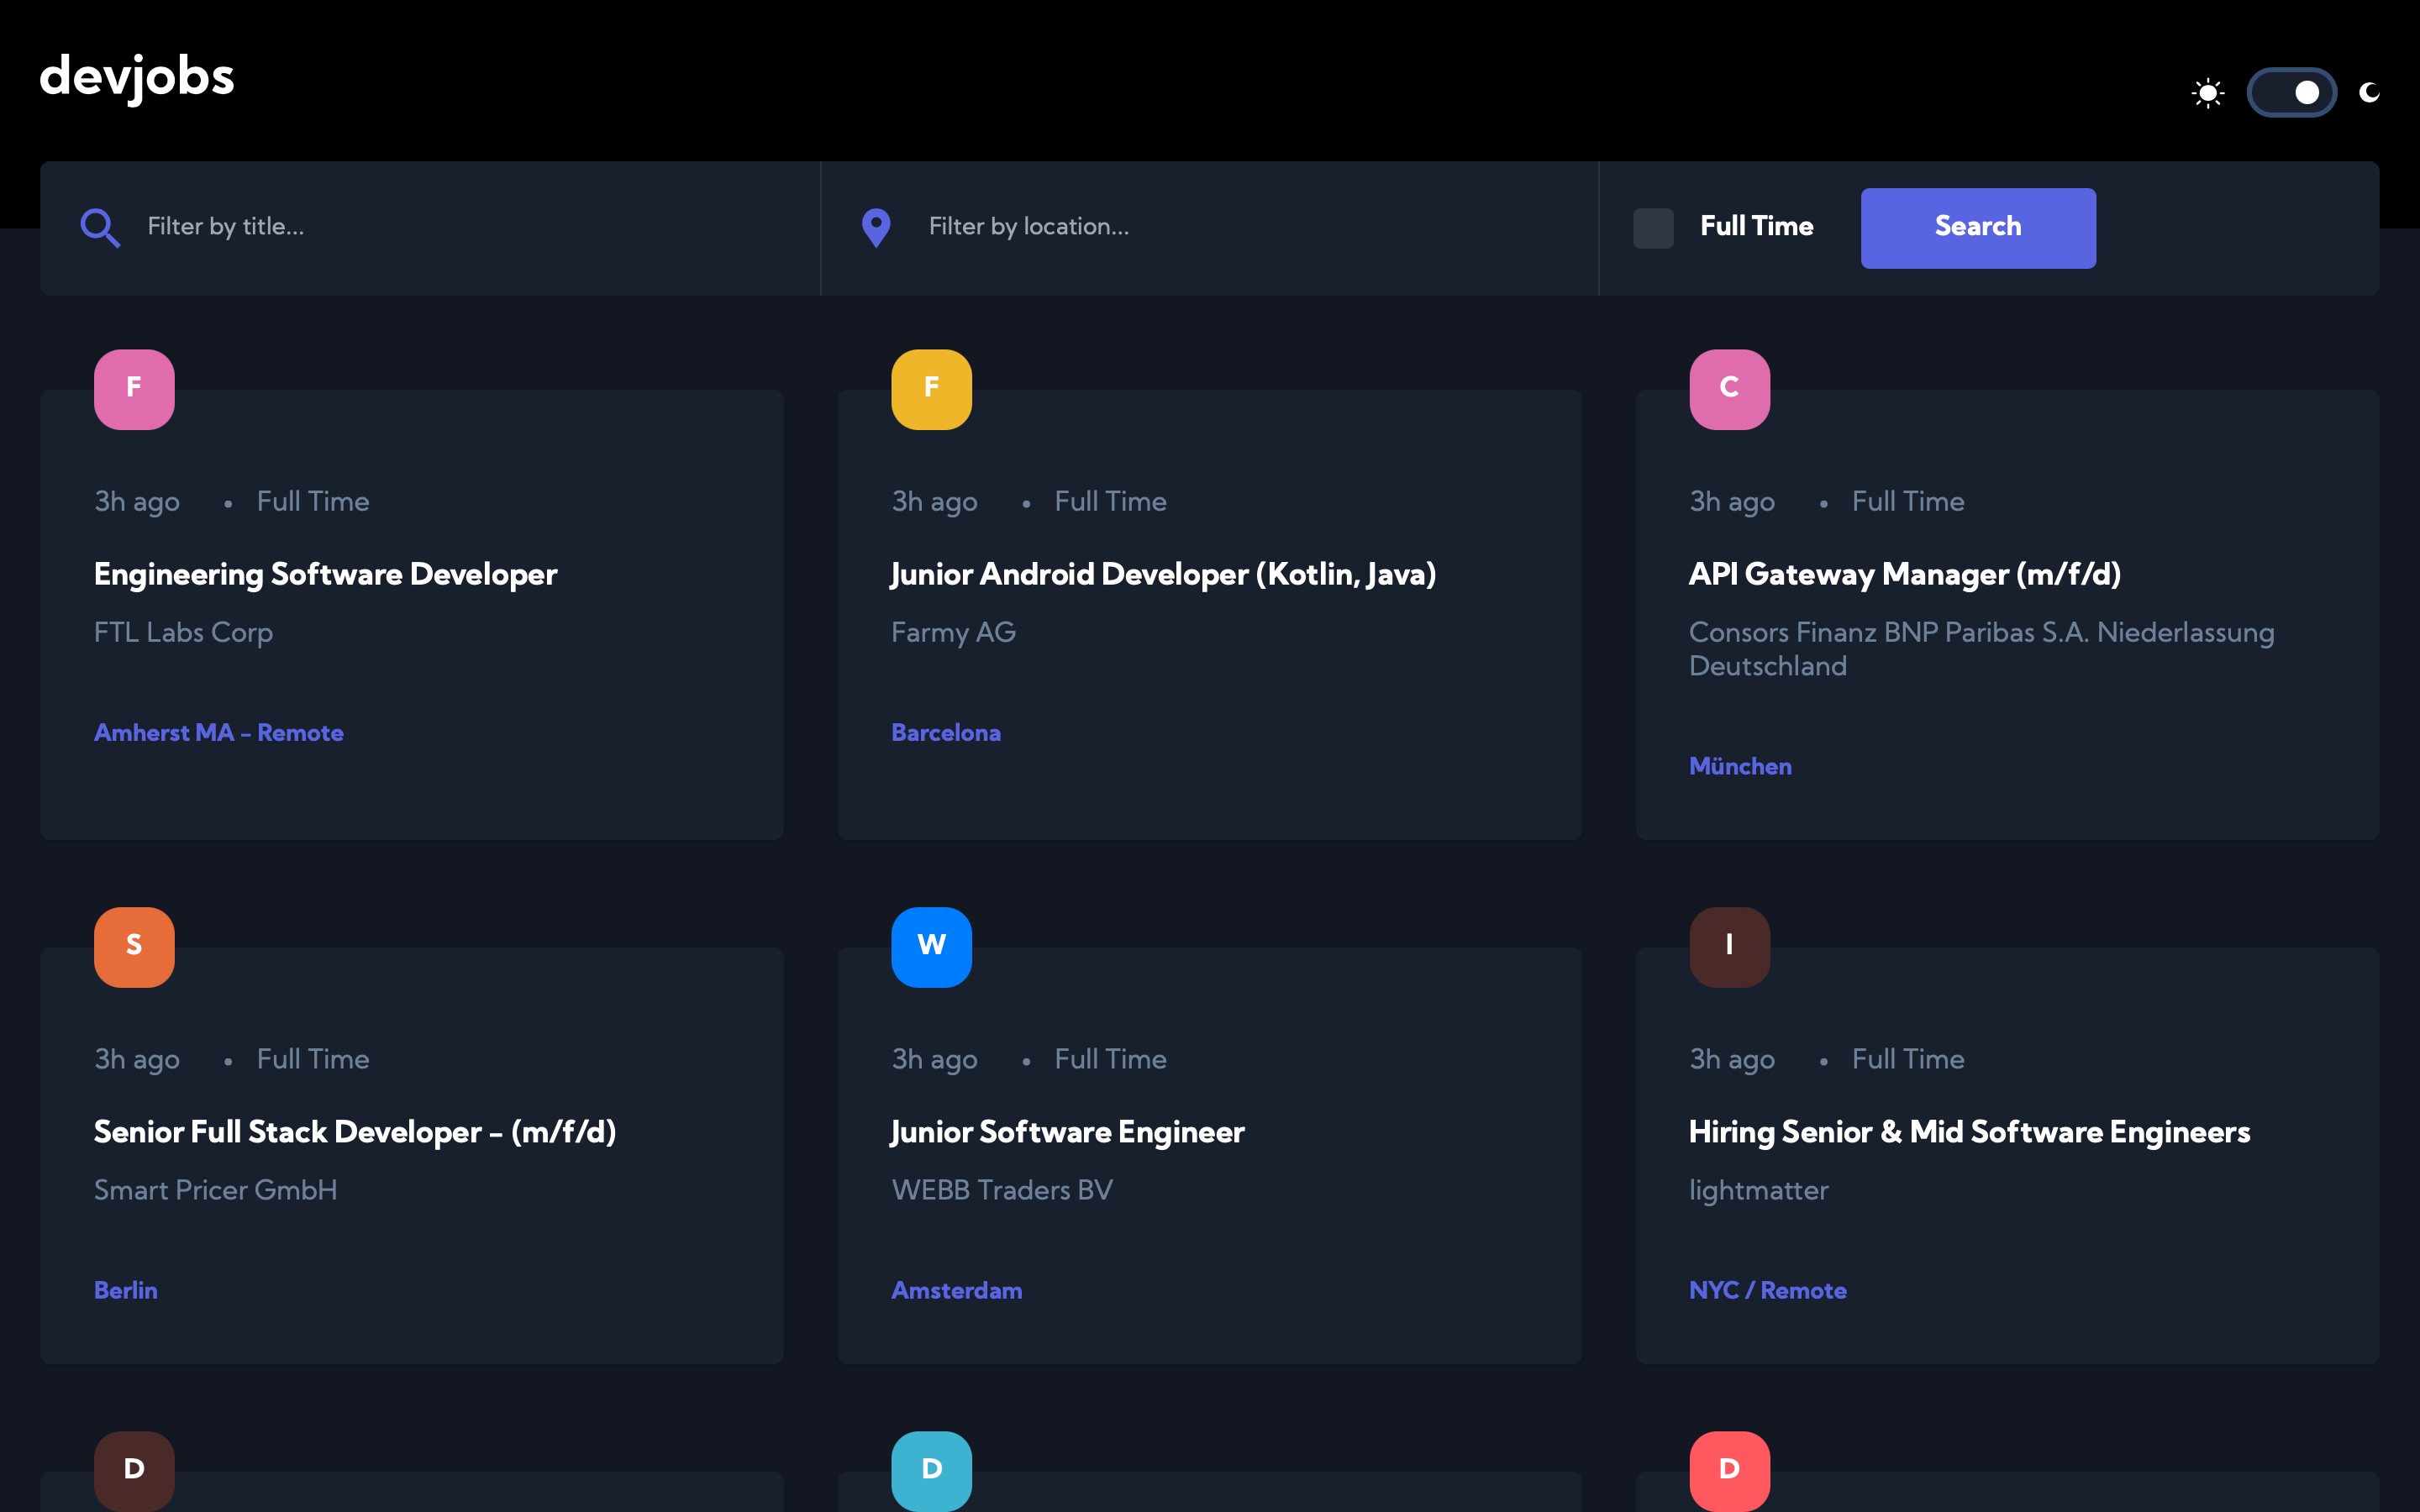 devjobs
Filter by title...
Filter by location...
Full Time
Search
F
3h ago • Full Time
Engineering Software Developer
FTL Labs Corp
Amherst MA - Remote
F
3h ago • Full Time
Junior Android Developer (Kotlin, Java)
Farmy AG
Barcelona
C
3h ago • Full Time
API Gateway Manager (m/f/d)
Consors Finanz BNP Paribas S.A. Niederlassung
Deutschland
München
S
3h ago • Full Time
Senior Full Stack Developer - (m/f/d)
Smart Pricer GmbH
Berlin
W
3h ago • Full Time
Junior Software Engineer
WEBB Traders BV
Amsterdam
I
3h ago • Full Time
Hiring Senior & Mid Software Engineers
lightmatter
NYC / Remote
D
D
D